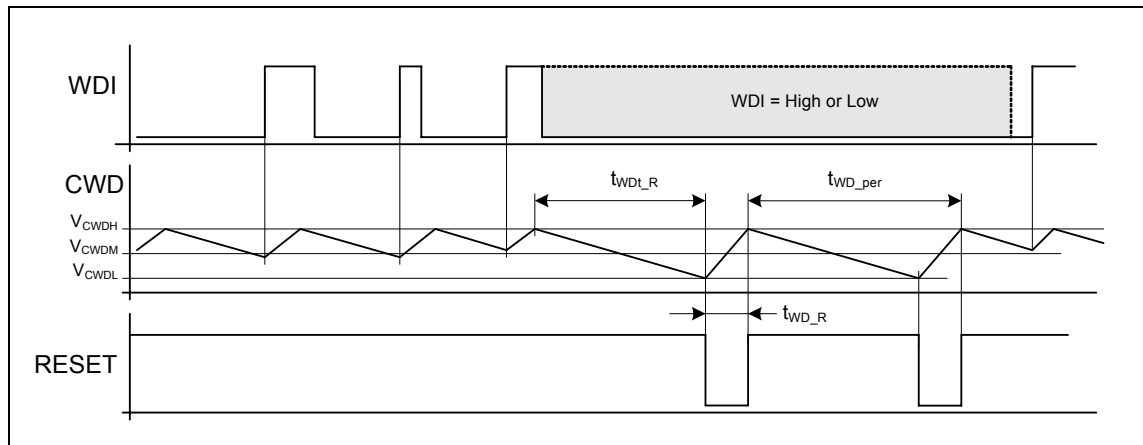 WDI
WDI = High or Low
CWD
tWDt_R
tWD_per
VCWDH
VCWDM
VCWDL
tWD_R
RESET